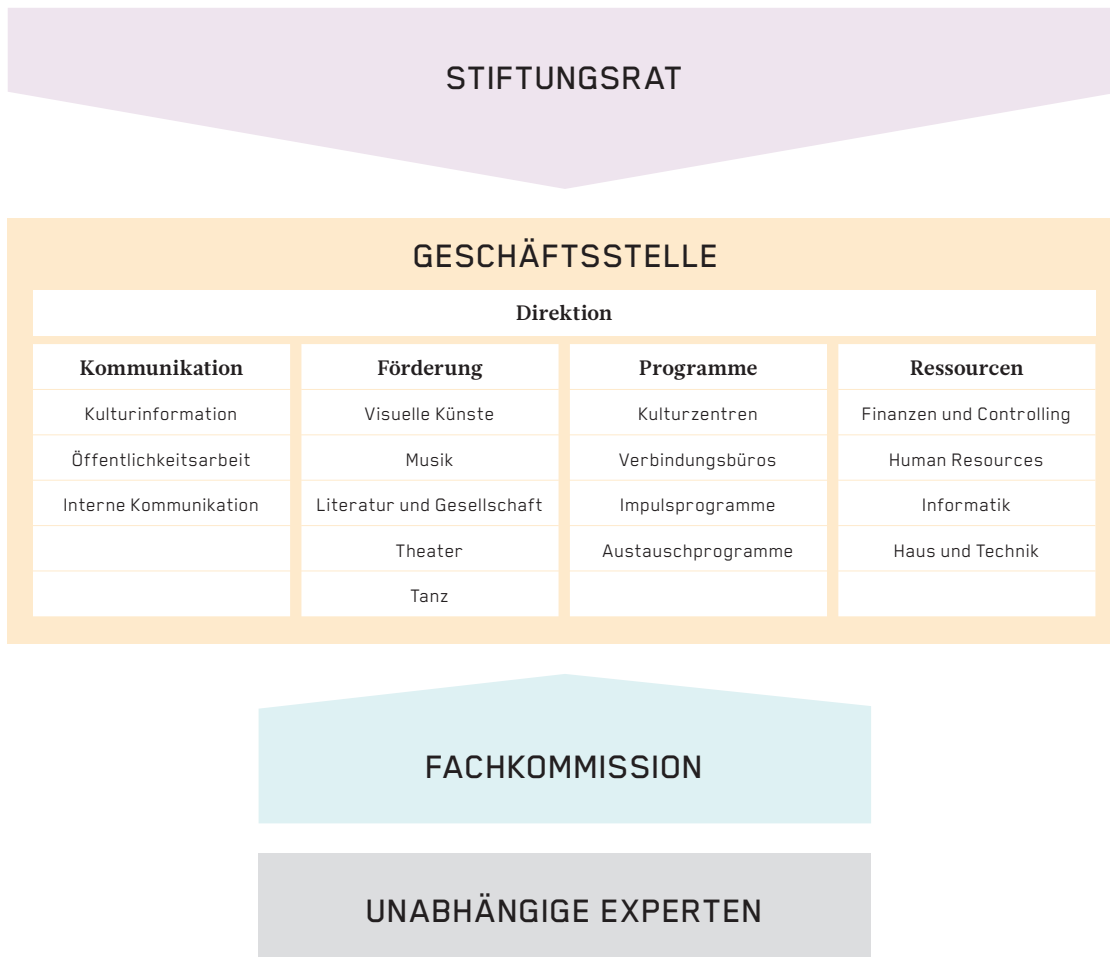 STIFTUNGSRAT
GESCHÄFTSSTELLE
Direktion
Kommunikation
Kulturinformation
Öffentlichkeitsarbeit
Interne Kommunikation
Förderung
Visuelle Künste
Musik
Literatur und Gesellschaft
Theater
Tanz
Programme
Kulturzentren
Verbindungsbüros
Impulsprogramme
Austauschprogramme
Ressourcen
Finanzen und Controlling
Human Resources
Informatik
Haus und Technik
FACHKOMMISSION
UNABHÄNGIGE EXPERTEN